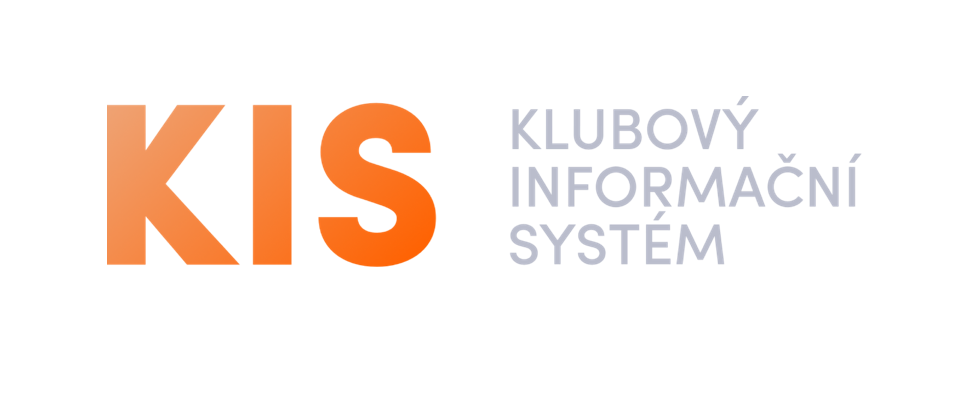 KIS
KLUBOVÝ
INFORMAČNÍ
SYSTÉM